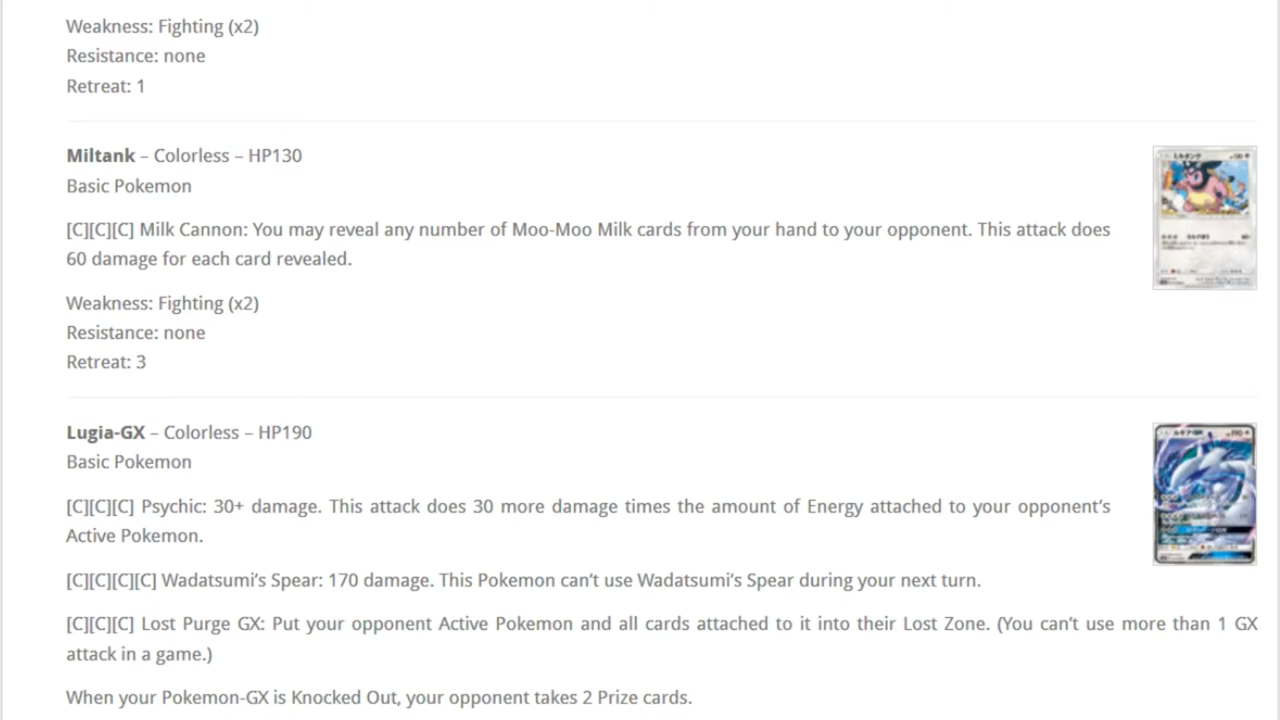 Weakness: Fighting (x2)
Resistance: none
Retreat: 1
Miltank – Colorless – HP130
Basic Pokemon
[C][C][C] Milk Cannon: You may reveal any number of Moo-Moo Milk cards from your hand to your opponent. This attack does
60 damage for each card revealed.
Weakness: Fighting (x2)
Resistance: none
Retreat: 3
Lugia-GX – Colorless – HP190
Basic Pokemon
[C][C][C] Psychic: 30+ damage. This attack does 30 more damage times the amount of Energy attached to your opponent’s
Active Pokemon.
[C][C][C][C] Wadatsumi’s Spear: 170 damage. This Pokemon can’t use Wadatsumi’s Spear during your next turn.
[C][C][C] Lost Purge GX: Put your opponent Active Pokemon and all cards attached to it into their Lost Zone. (You can’t use more than 1 GX
attack in a game.)
When your Pokemon-GX is Knocked Out, your opponent takes 2 Prize cards.